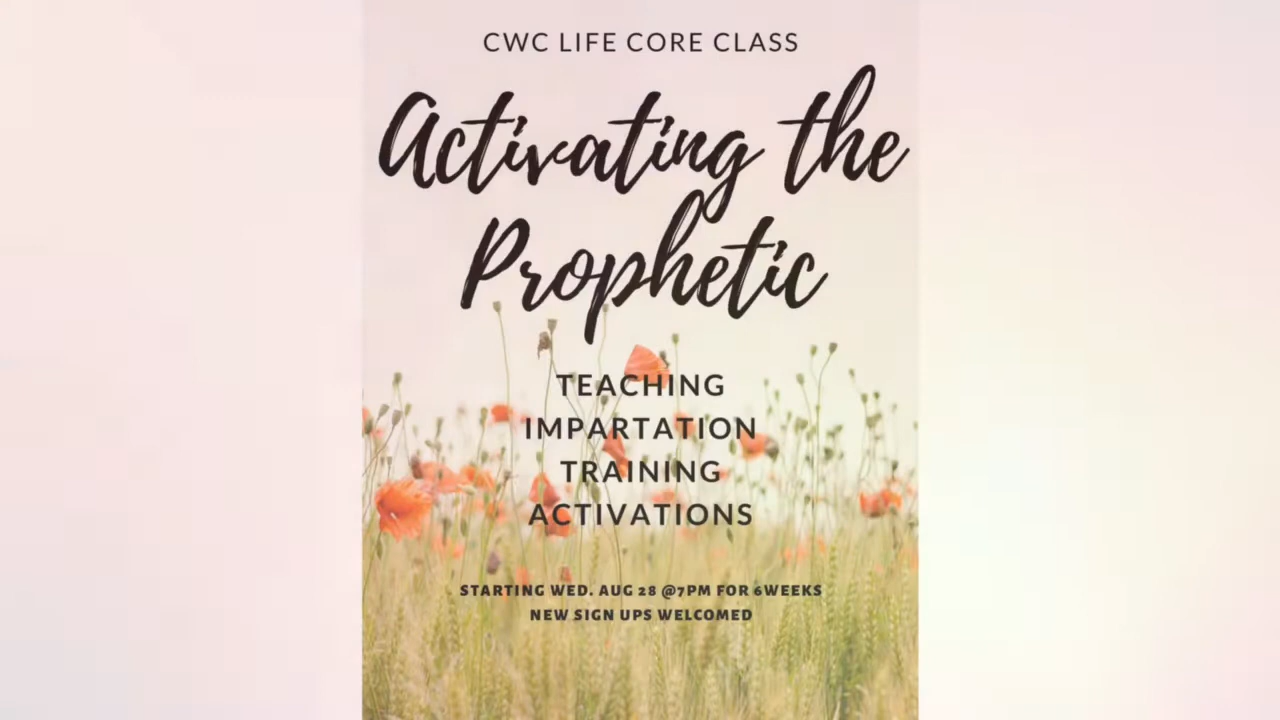 CWC LIFE CORE CLASS
Activating the
Prophetic
TEACHING
IMPARTATION
TRAINING
ACTIVATIONS
STARTING WED. AUG 28 @7PM FOR 6WEEKS
NEW SIGN UPS WELCOMED